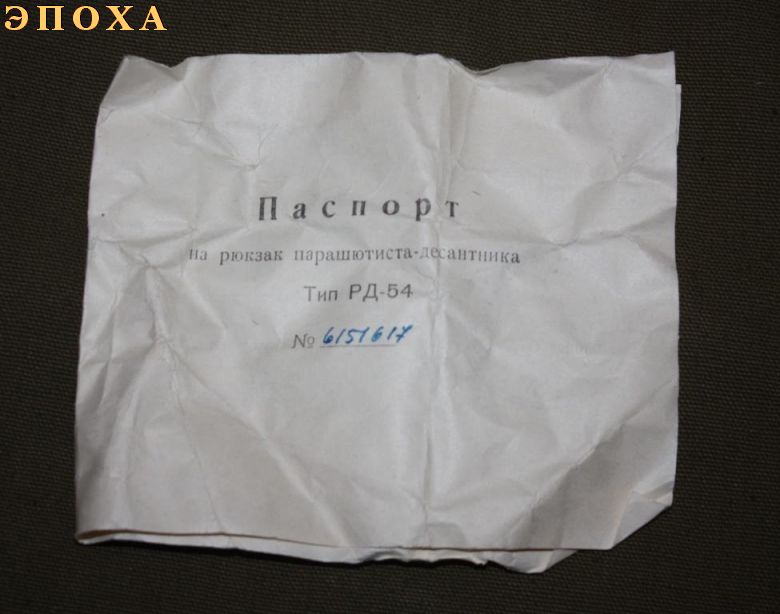 ЭПОХА
Паспорт
на рюкзак парашютиста-десантника
Тип РД-54
№ 6151617